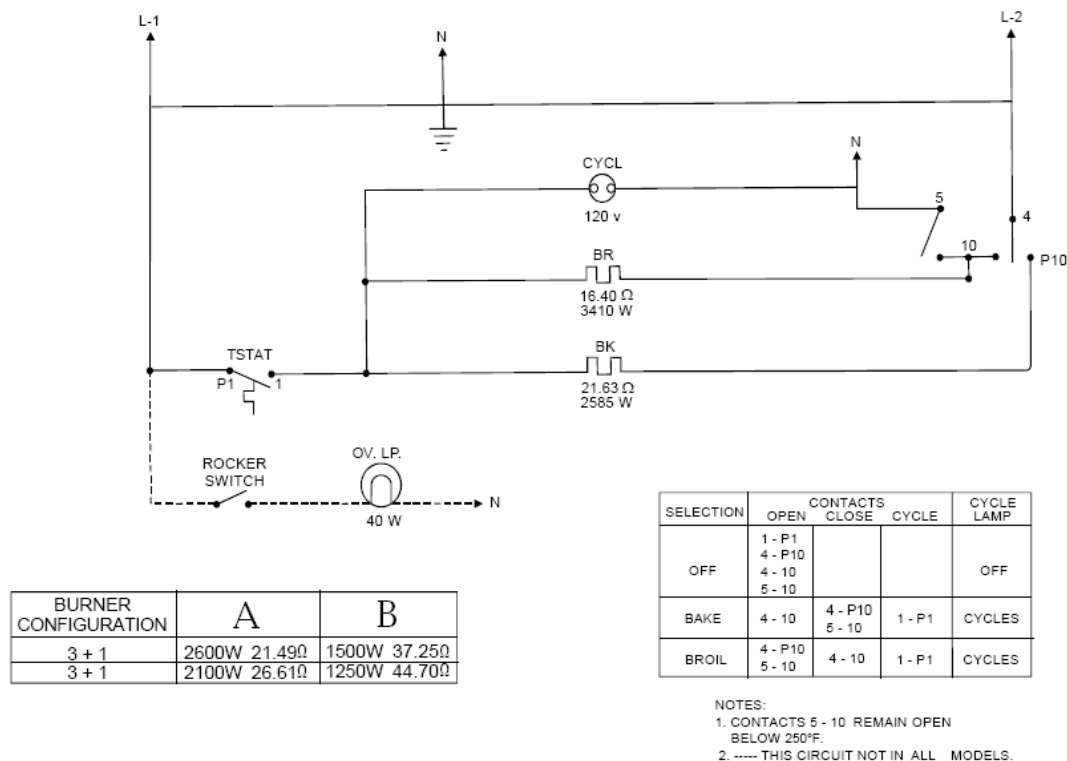 L-1
N
L-2
CYCL
120 v
N
5
4
10
P10
BR
16.40 Ω
3410 W
TSTAT
P1
1
BK
21.63 Ω
2585 W
ROCKER
SWITCH
OV. LP.
40 W
N
SELECTION
CONTACTS
OPEN CLOSE CYCLE
CYCLE
LAMP
OFF
1 - P1
4 - P10
4 - 10
5 - 10
OFF
BAKE
4 - 10
4 - P10
5 - 10
1 - P1
CYCLES
BROIL
4 - P10
5 - 10
4 - 10
1 - P1
CYCLES
BURNER
CONFIGURATION
A
B
3 + 1 2600W 21.49Ω 1500W 37.25Ω
3 + 1 2100W 26.61Ω 1250W 44.70Ω
NOTES:
1. CONTACTS 5 - 10 REMAIN OPEN
BELOW 250°F.
2. ----- THIS CIRCUIT NOT IN ALL MODELS.